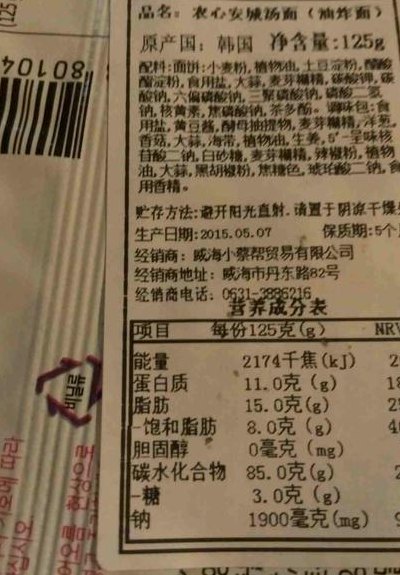 品名：农心安城汤面（油炸面）
原产国：韩国 净含量：125g
配料：面饼：小麦粉，植物油，土豆淀粉，醋酸
酯淀粉，食用盐，大蒜，麦芽糊精，碳酸钾，碳
酸钠，六偏磷酸钠，三聚磷酸钠，磷酸二氢
钠，核黄素，焦磷酸钠，茶多酚。调味包：食
用盐，黄豆酱，酵母抽提物，麦芽糊精，洋葱，
香菇，大蒜，海带，植物油，生姜，5'-呈味核
苷酸二钠，白砂糖，麦芽糊精，辣椒粉，植物
油，大蒜，黑胡椒粉，焦糖色，琥珀酸二钠，食
用香精。
贮存方法：避开阳光直射，请置于阴凉干燥
生产日期：2015.05.07 保质期：5个
经销商：威海小蔡帮贸易有限公司
经销商地址：威海市丹东路82号
经销商电话：0631-3886216
营养成分表
项目 每份125克(g) NRV
能量 2174千焦(kJ)
蛋白质 11.0克 (g)
脂肪 15.0克(g)
-饱和脂肪 8.0克 (g)
胆固醇 0毫克 (mg)
碳水化合物 85.0克(g)
-糖 3.0克(g)
钠 1900毫克(mg)
80104
비닐류
(125